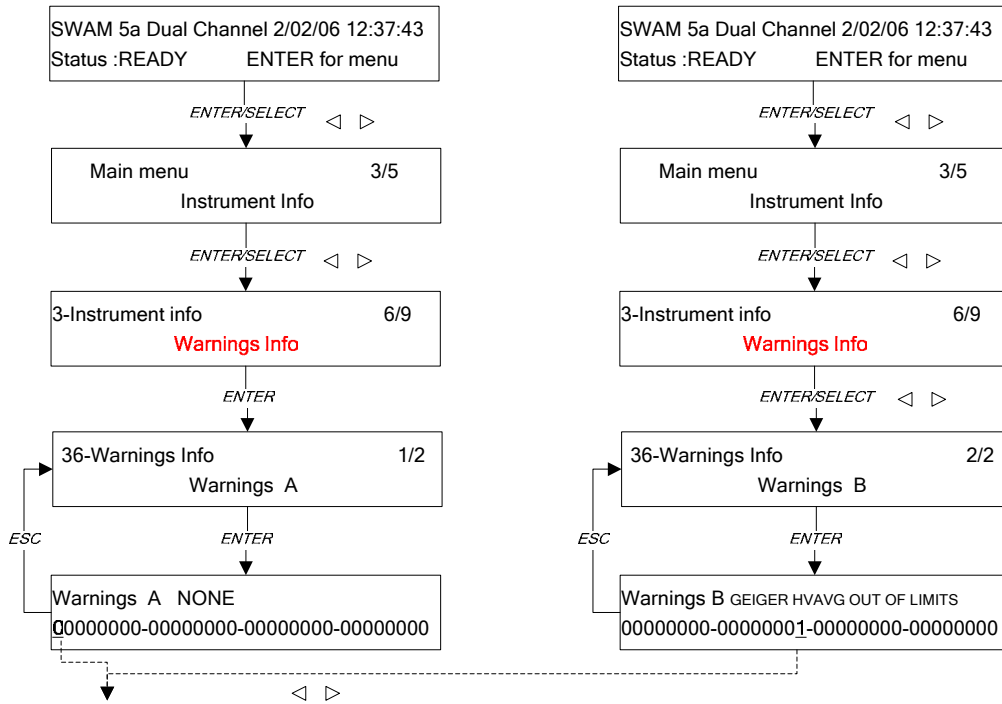 SWAM 5a Dual Channel 2/02/06 12:37:43
Status :READY ENTER for menu
ENTER/SELECT
Main menu 3/5
Instrument Info
ENTER/SELECT
3-Instrument info 6/9
Warnings Info
ENTER
36-Warnings Info 1/2
Warnings A
ESC
ENTER
Warnings A NONE
00000000-00000000-00000000-00000000
SWAM 5a Dual Channel 2/02/06 12:37:43
Status :READY ENTER for menu
ENTER/SELECT
Main menu 3/5
Instrument Info
ENTER/SELECT
3-Instrument info 6/9
Warnings Info
ENTER/SELECT
36-Warnings Info 2/2
Warnings B
ESC
ENTER
Warnings B GEIGER HVAVG OUT OF LIMITS
00000000-00000001-00000000-00000000